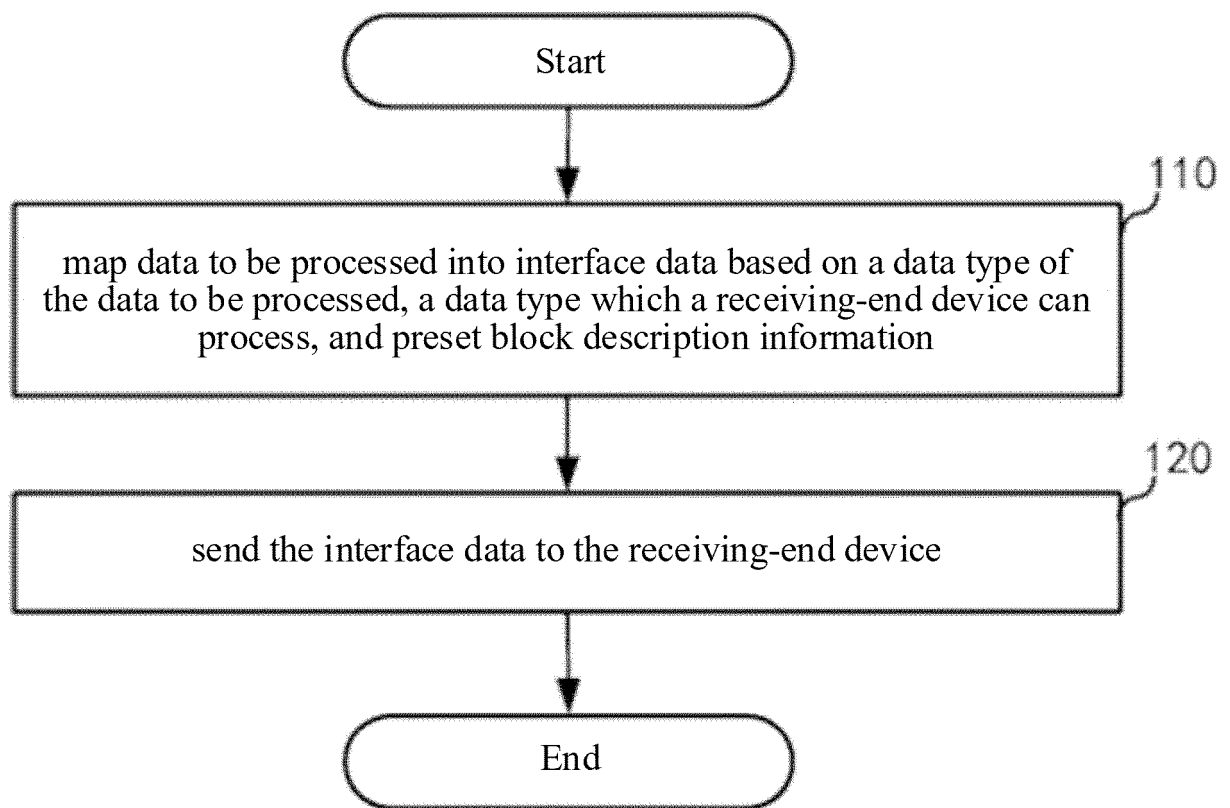 Start
110
map data to be processed into interface data based on a data type of
the data to be processed, a data type which a receiving-end device can
process, and preset block description information
120
send the interface data to the receiving-end device
End